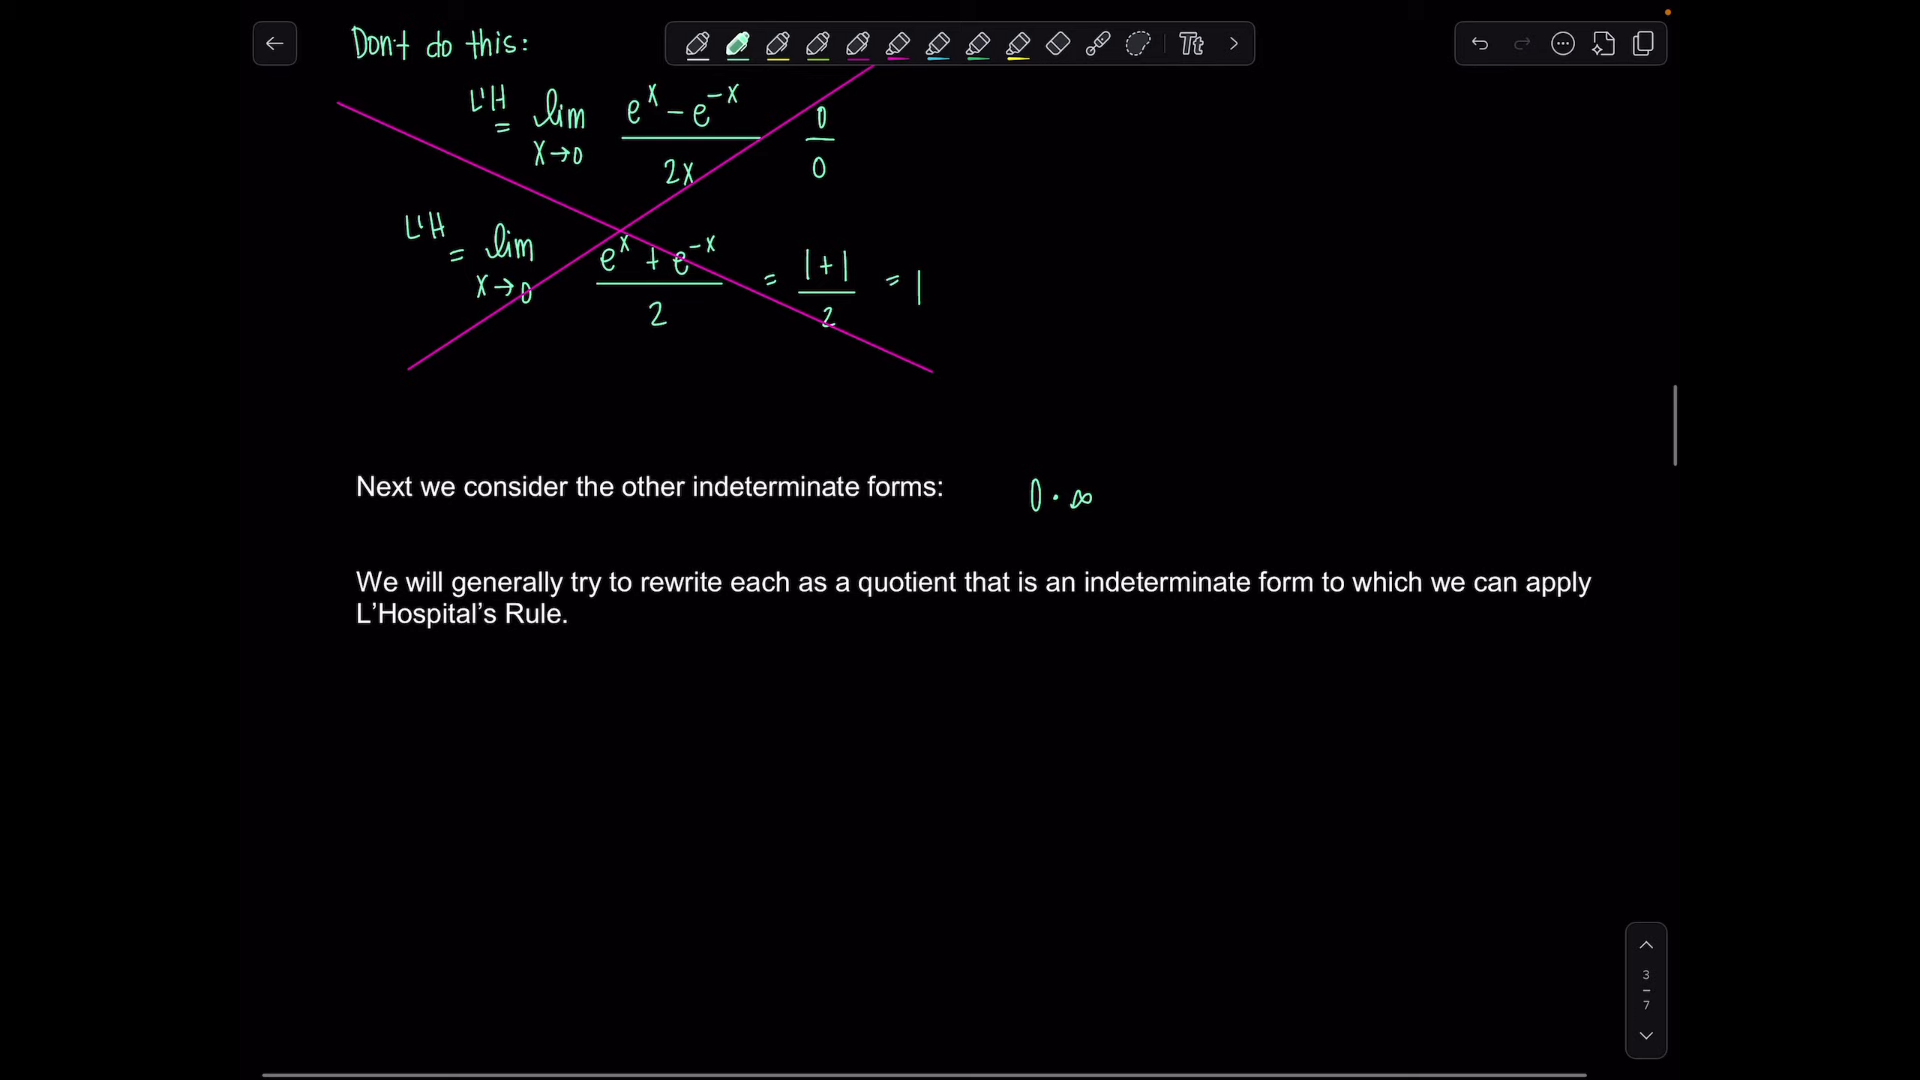 Don't do this:
L'H = lim x→0 (e^x − e^−x)/(2x) 0/0
L'H = lim x→0 (e^x + e^−x)/2 = (1+1)/2 = 1
Next we consider the other indeterminate forms: 0 · ∞
We will generally try to rewrite each as a quotient that is an indeterminate form to which we can apply
L’Hospital’s Rule.
Tt
3
–
7